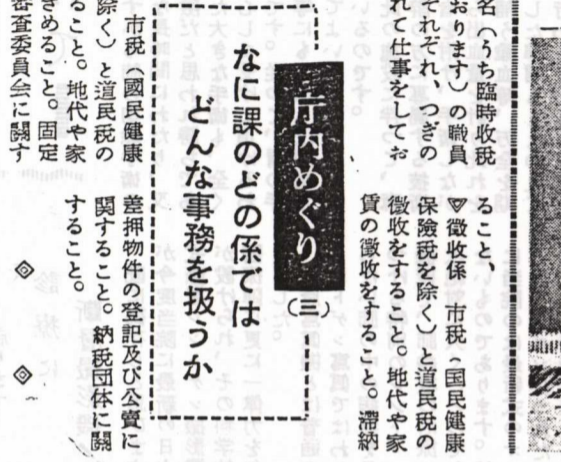 名（うち臨時収税
おります）の職員
それぞれ、つぎの
れて仕事をしてお
庁内めぐり
(三)
なに課のどの係では
どんな事務を扱うか
市税（國民健康
除く）と道民税の
ること。地代や家
きめること。固定
審査委員会に関す
ること、
▽徴收係　市税（国民健康
保險税を除く）と道民税の
徴收をすること、地代や家
賃の徴收をすること。滯納
差押物件の登記及び公賣に
関すること。納税団体に関
すること。